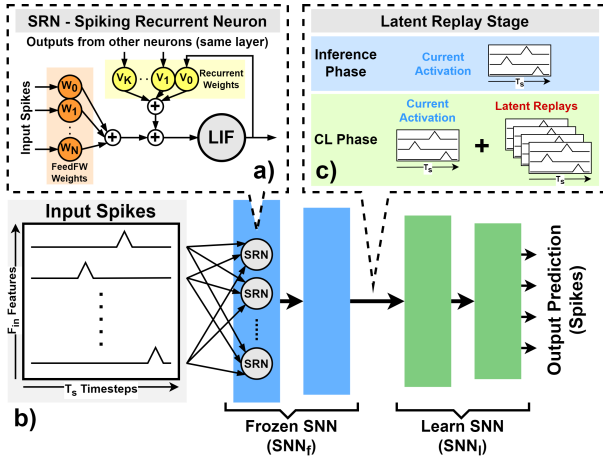 SRN - Spiking Recurrent Neuron
Outputs from other neurons (same layer)
Input Spikes
W0
W1
WN
FeedFW
Weights
VK
V1
V0
Recurrent
Weights
LIF
a)
Latent Replay Stage
Inference
Phase
Current
Activation
Ts
CL Phase
Current
Activation
Ts
+
Latent Replays
Ts
c)
Input Spikes
Fin Features
Ts Timesteps
b)
SRN
SRN
SRN
Frozen SNN
(SNNf)
Learn SNN
(SNNl)
Output Prediction
(Spikes)